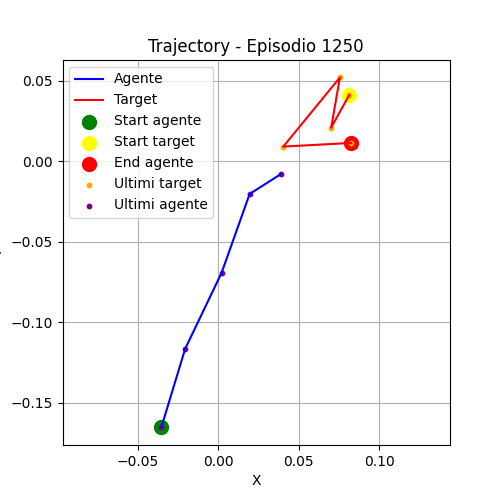 Trajectory - Episodio 1250
Agente
Target
Start agente
Start target
End agente
Ultimi target
Ultimi agente
0.05
0.00
−0.05
−0.10
−0.15
−0.05
0.00
0.05
0.10
X